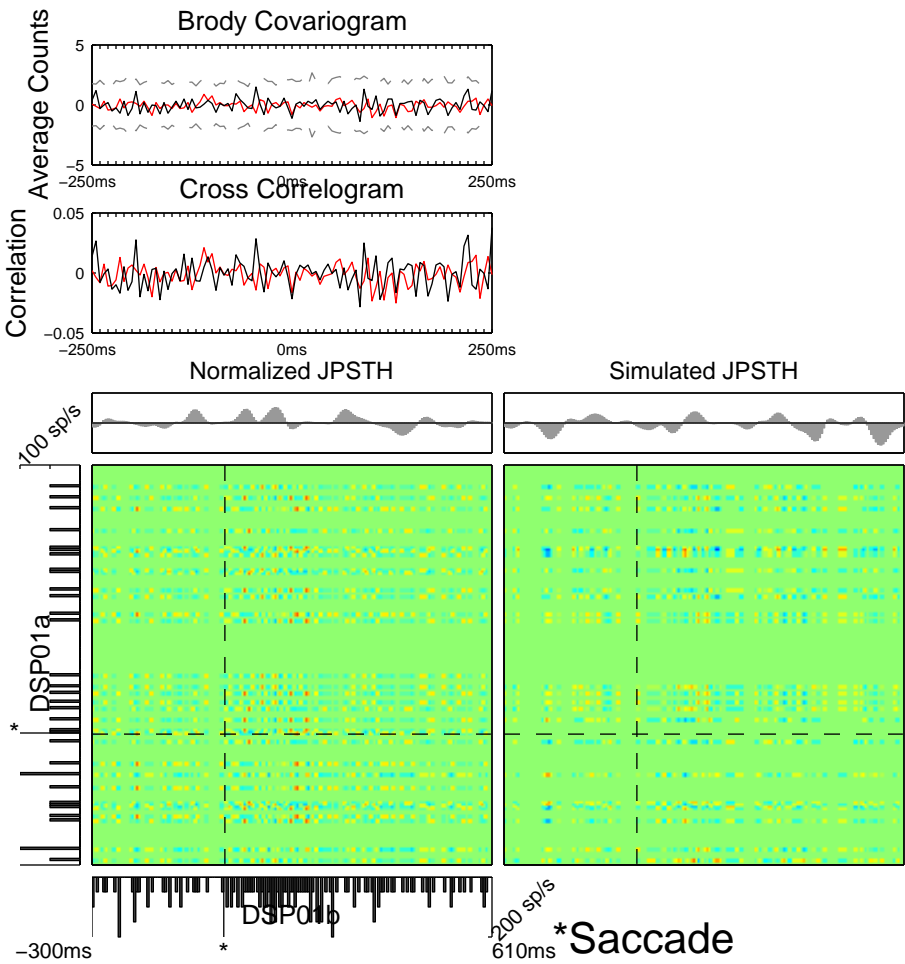 Brody Covariogram
Average Counts
5
0
−5
−250ms
0ms
250ms
Cross Correlogram
Correlation
0.05
0
−0.05
−250ms
0ms
250ms
Normalized JPSTH
Simulated JPSTH
100 sp/s
DSP01a
*
DSP01b
200 sp/s
−300ms
*
610ms
*Saccade